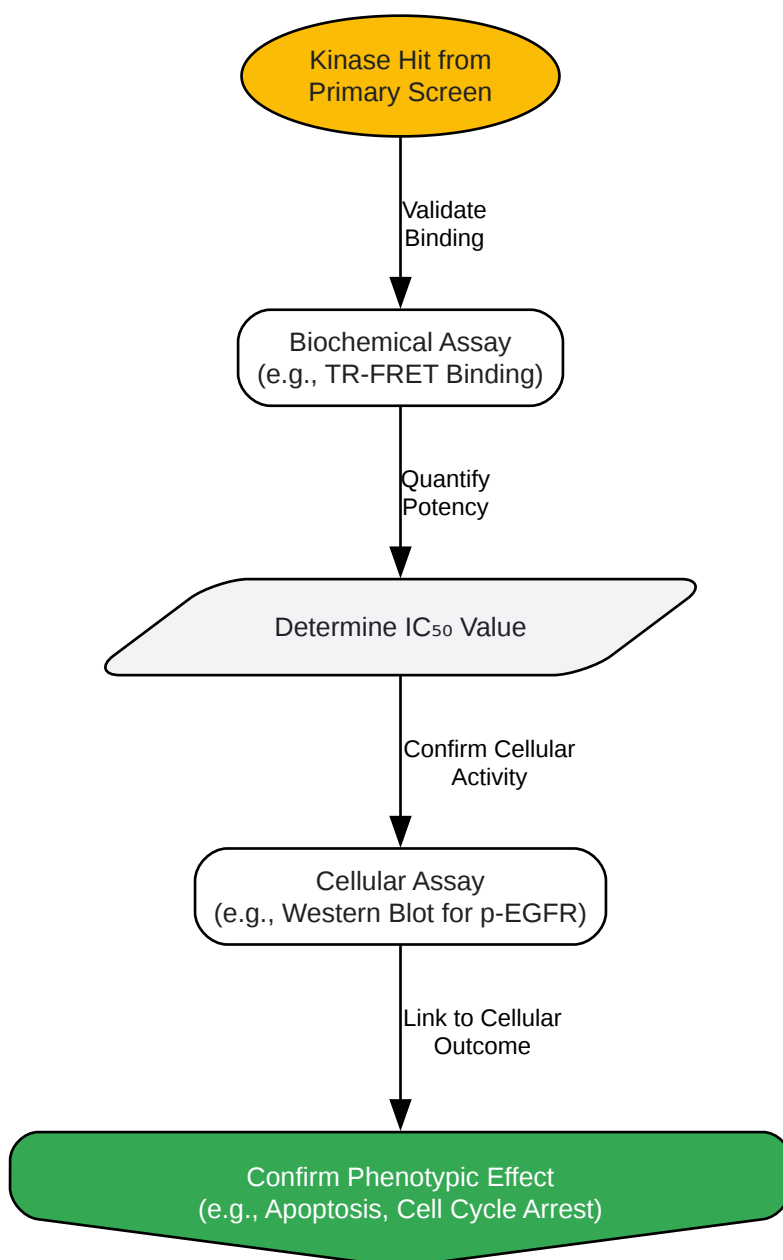 Kinase Hit from
Primary Screen
Validate
Binding
Biochemical Assay
(e.g., TR-FRET Binding)
Quantify
Potency
Determine IC₅₀ Value
Confirm Cellular
Activity
Cellular Assay
(e.g., Western Blot for p-EGFR)
Link to Cellular
Outcome
Confirm Phenotypic Effect
(e.g., Apoptosis, Cell Cycle Arrest)